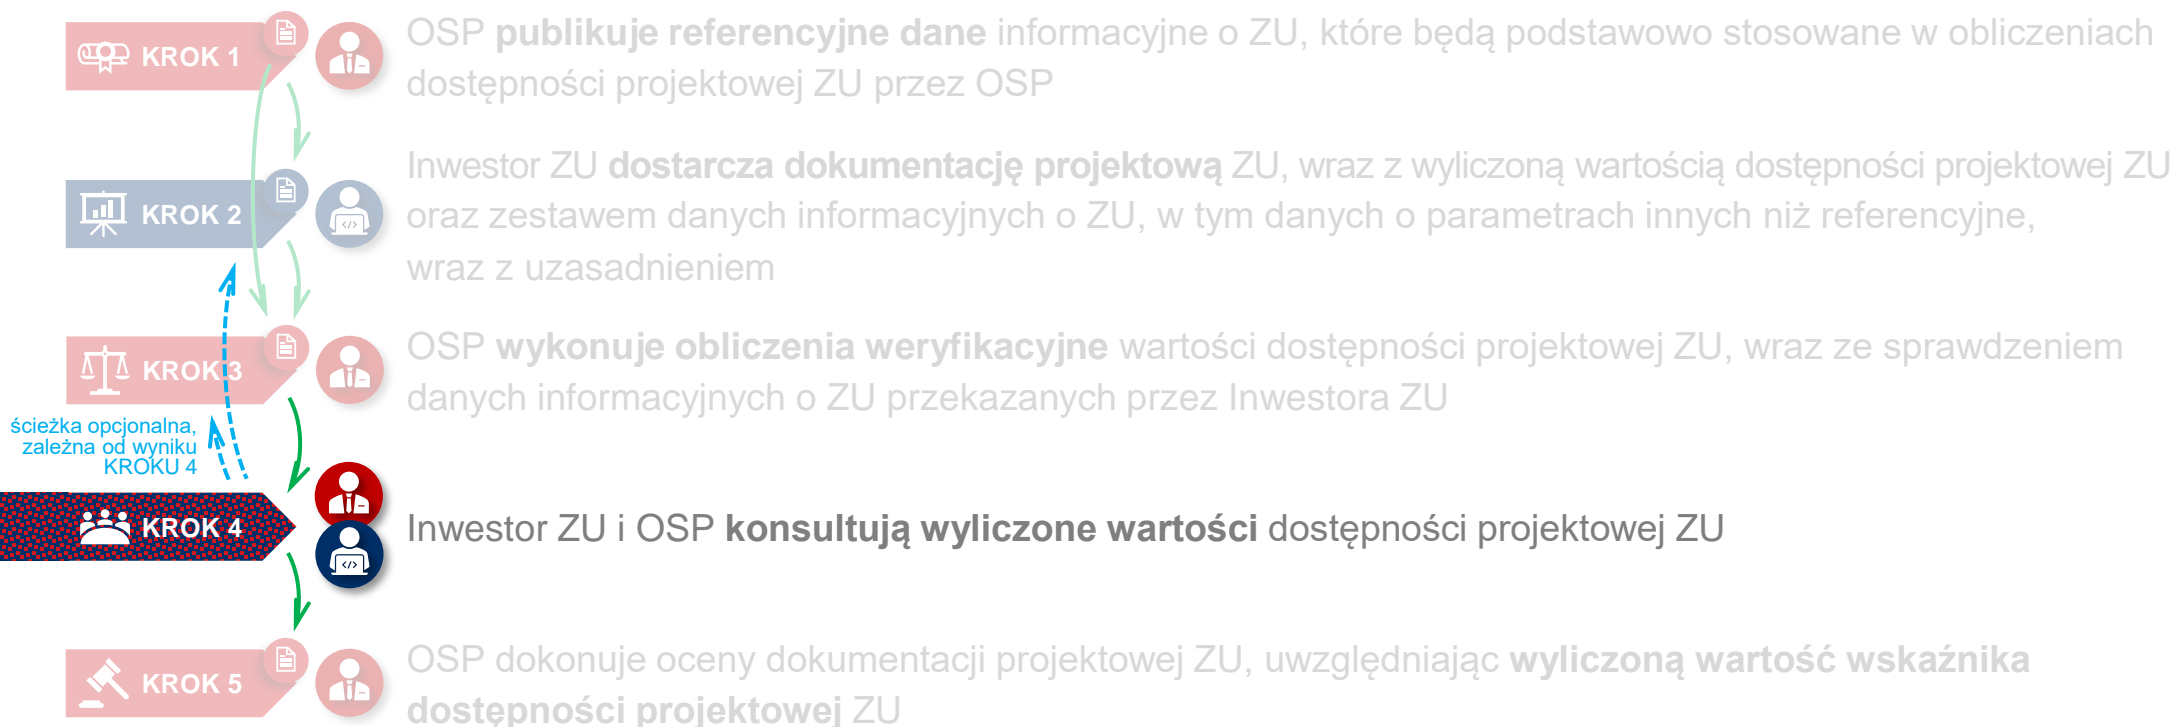 KROK 1
OSP publikuje referencyjne dane informacyjne o ZU, które będą podstawowo stosowane w obliczeniach
dostępności projektowej ZU przez OSP
KROK 2
Inwestor ZU dostarcza dokumentację projektową ZU, wraz z wyliczoną wartością dostępności projektowej ZU
oraz zestawem danych informacyjnych o ZU, w tym danych o parametrach innych niż referencyjne,
wraz z uzasadnieniem
KROK 3
OSP wykonuje obliczenia weryfikacyjne wartości dostępności projektowej ZU, wraz ze sprawdzeniem
danych informacyjnych o ZU przekazanych przez Inwestora ZU
ścieżka opcjonalna,
zależna od wyniku
KROKU 4
KROK 4
Inwestor ZU i OSP konsultują wyliczone wartości dostępności projektowej ZU
KROK 5
OSP dokonuje oceny dokumentacji projektowej ZU, uwzględniając wyliczoną wartość wskaźnika
dostępności projektowej ZU